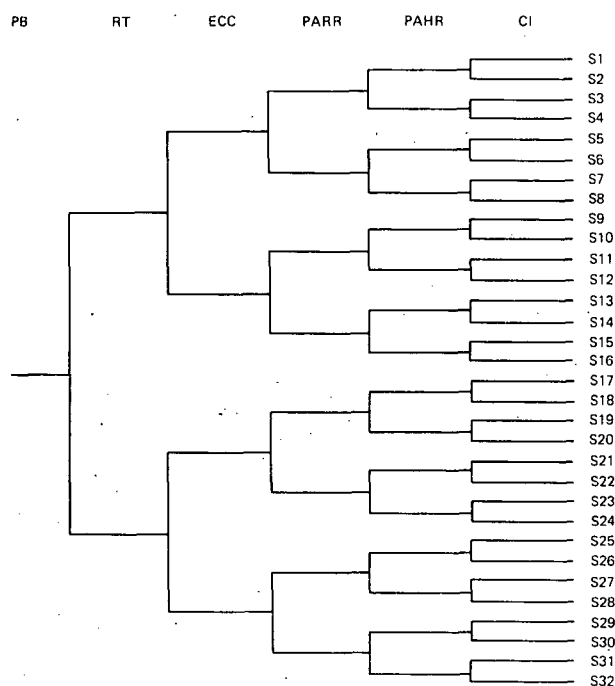 PB RT ECC PARR PAHR CI
S1
S2
S3
S4
S5
S6
S7
S8
S9
S10
S11
S12
S13
S14
S15
S16
S17
S18
S19
S20
S21
S22
S23
S24
S25
S26
S27
S28
S29
S30
S31
S32